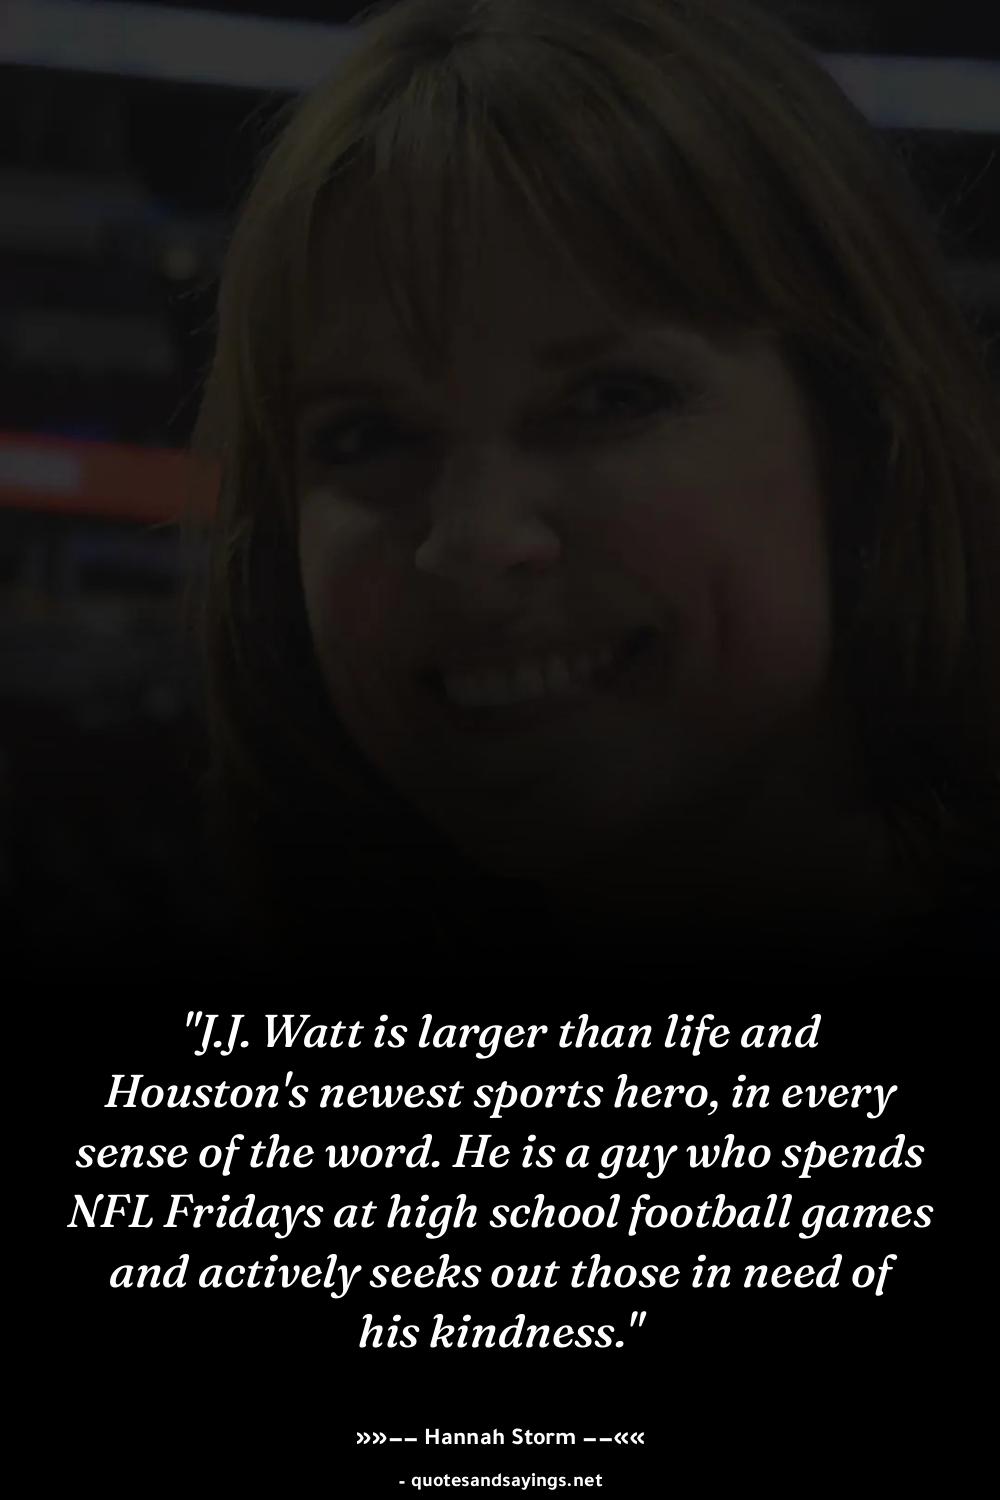 "J.J. Watt is larger than life and
Houston's newest sports hero, in every
sense of the word. He is a guy who spends
NFL Fridays at high school football games
and actively seeks out those in need of
his kindness."
»»−− Hannah Storm −−««
- quotesandsayings.net